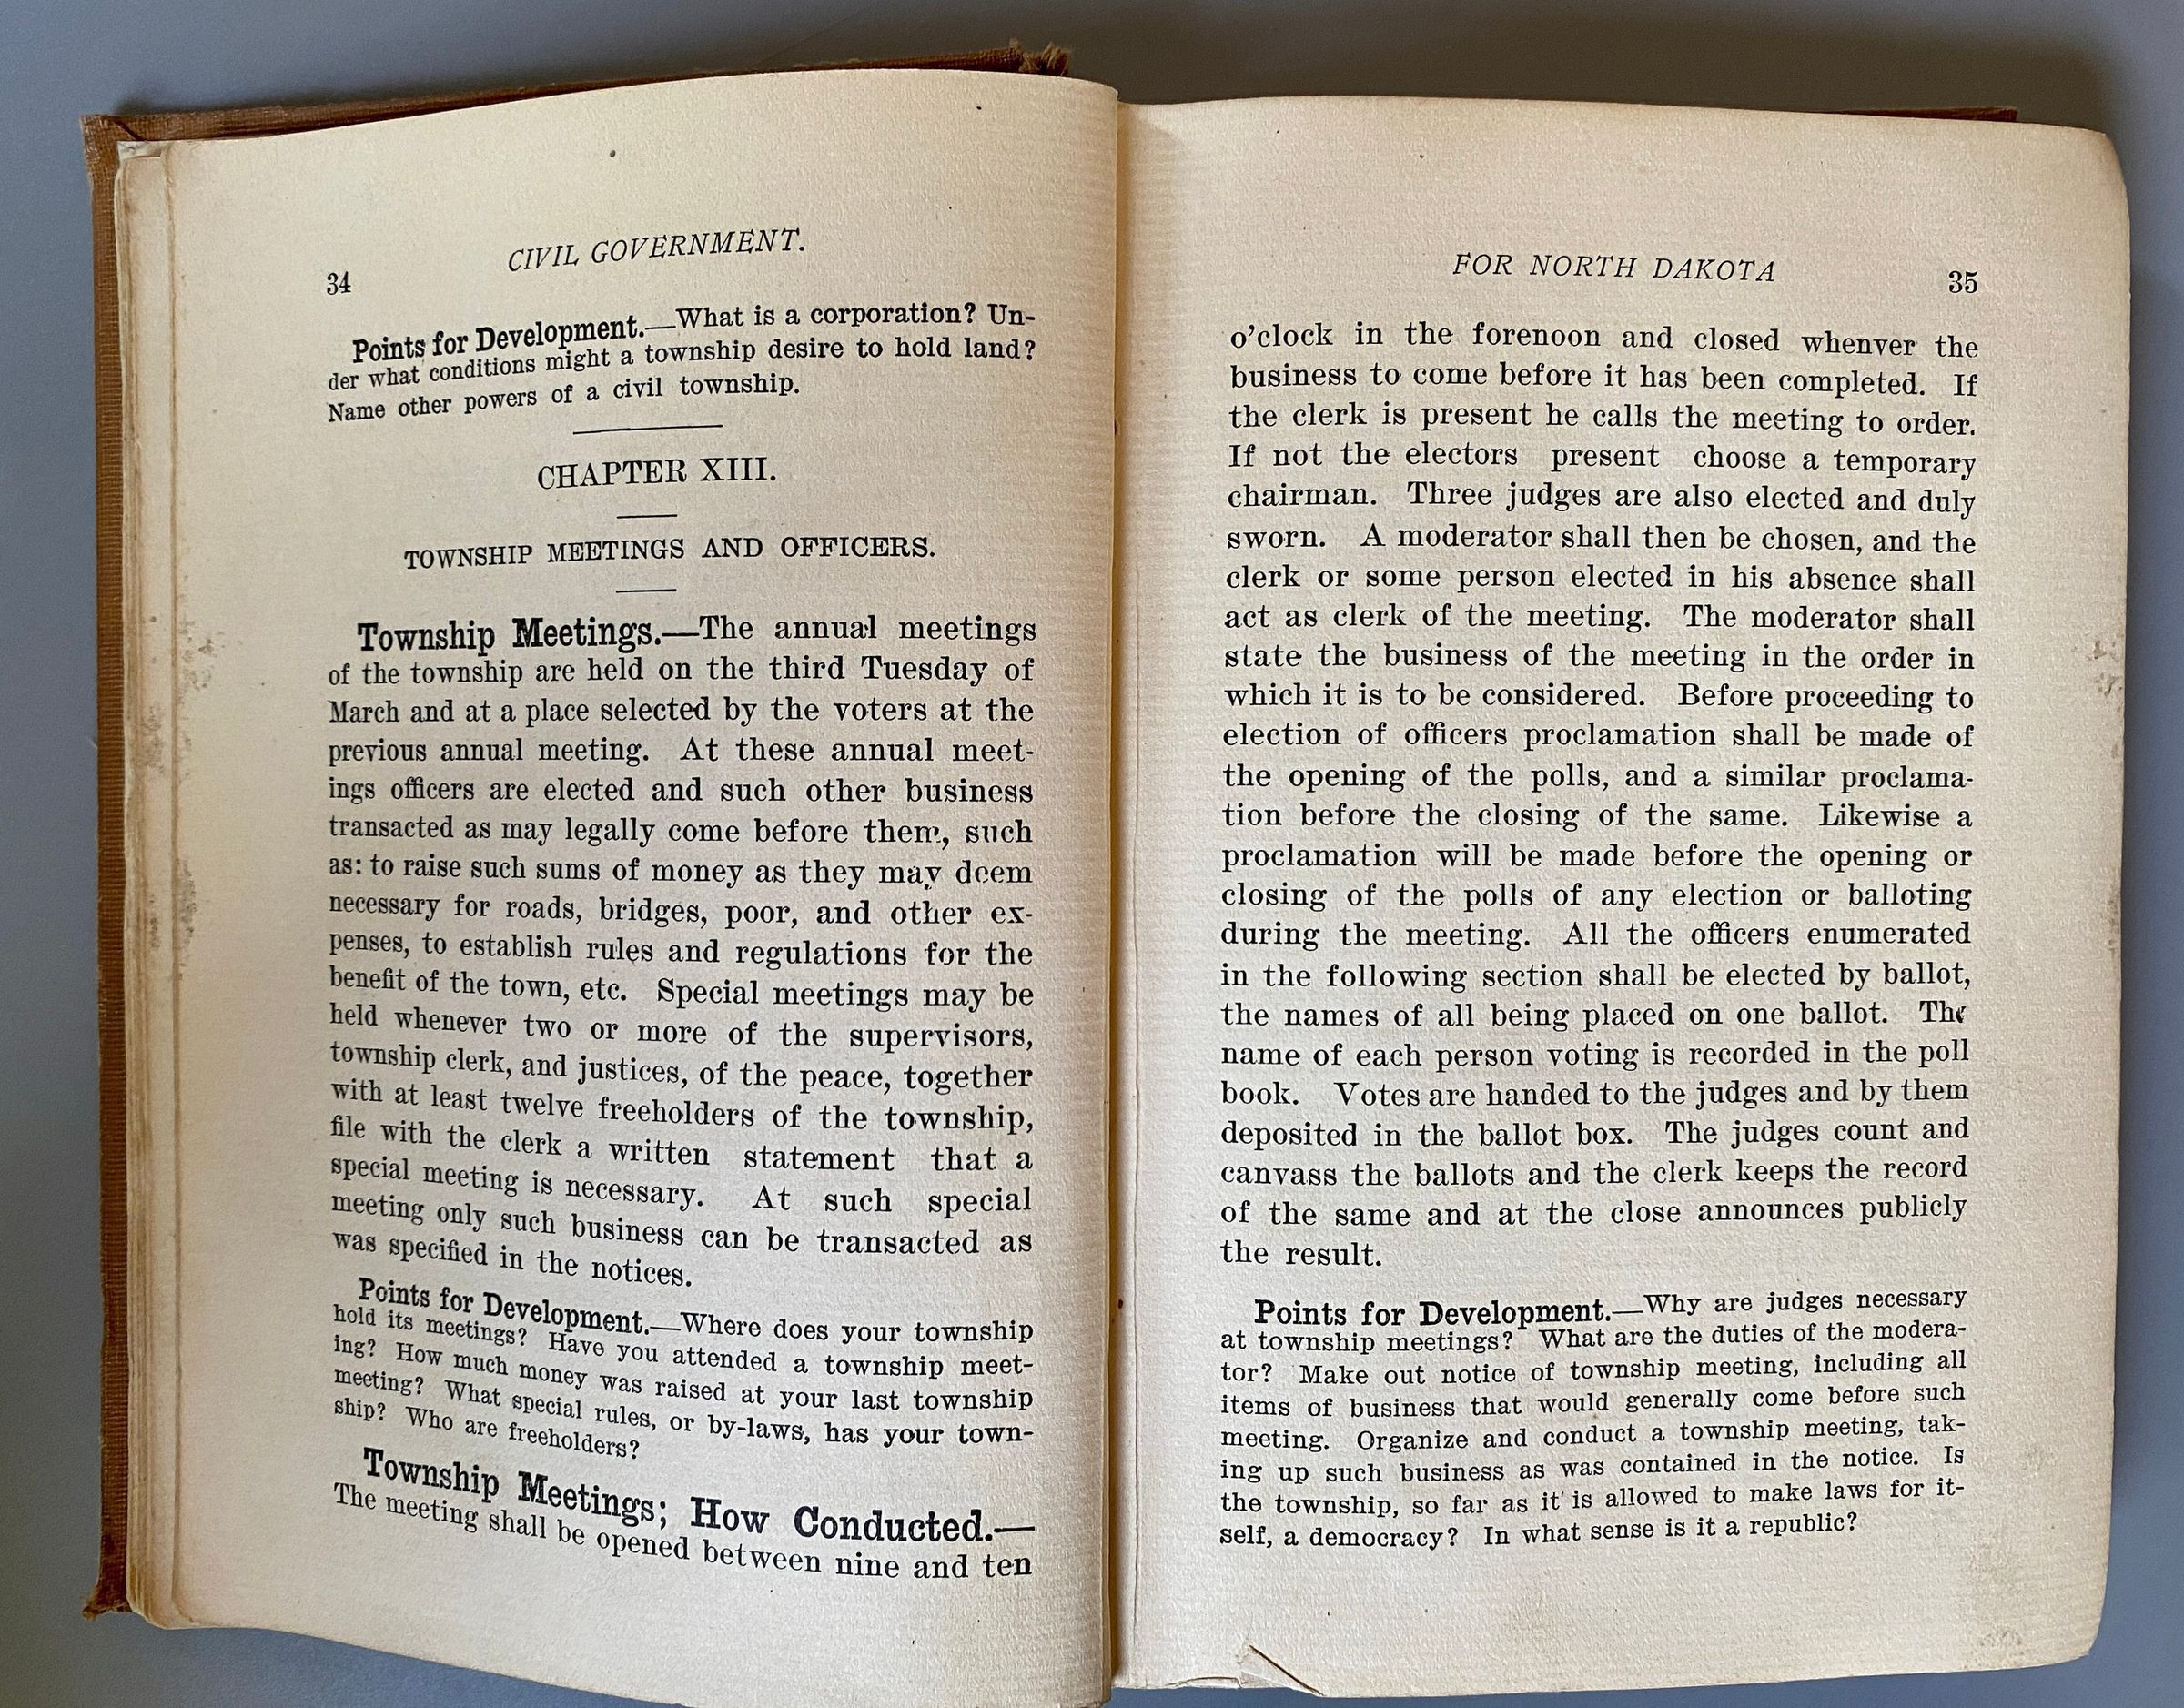 CIVIL GOVERNMENT.
34
Points for Development.—What is a corporation? Un-
der what conditions might a township desire to hold land?
Name other powers of a civil township.
CHAPTER XIII.
TOWNSHIP MEETINGS AND OFFICERS.
Township Meetings.—The annual meetings
of the township are held on the third Tuesday of
March and at a place selected by the voters at the
previous annual meeting. At these annual meet-
ings officers are elected and such other business
transacted as may legally come before them, such
as: to raise such sums of money as they may deem
necessary for roads, bridges, poor, and other ex-
penses, to establish rules and regulations for the
benefit of the town, etc. Special meetings may be
held whenever two or more of the supervisors,
township clerk, and justices, of the peace, together
with at least twelve freeholders of the township,
file with the clerk a written statement that a
special meeting is necessary. At such special
meeting only such business can be transacted as
was specified in the notices.
Points for Development.—Where does your township
hold its meetings? Have you attended a township meet-
ing? How much money was raised at your last township
meeting? What special rules, or by-laws, has your town-
ship? Who are freeholders?
Township Meetings; How Conducted.—
The meeting shall be opened between nine and ten
FOR NORTH DAKOTA
35
o'clock in the forenoon and closed whenver the
business to come before it has been completed. If
the clerk is present he calls the meeting to order.
If not the electors present choose a temporary
chairman. Three judges are also elected and duly
sworn. A moderator shall then be chosen, and the
clerk or some person elected in his absence shall
act as clerk of the meeting. The moderator shall
state the business of the meeting in the order in
which it is to be considered. Before proceeding to
election of officers proclamation shall be made of
the opening of the polls, and a similar proclama-
tion before the closing of the same. Likewise a
proclamation will be made before the opening or
closing of the polls of any election or balloting
during the meeting. All the officers enumerated
in the following section shall be elected by ballot,
the names of all being placed on one ballot. The
name of each person voting is recorded in the poll
book. Votes are handed to the judges and by them
deposited in the ballot box. The judges count and
canvass the ballots and the clerk keeps the record
of the same and at the close announces publicly
the result.
Points for Development.—Why are judges necessary
at township meetings? What are the duties of the modera-
tor? Make out notice of township meeting, including all
items of business that would generally come before such
meeting. Organize and conduct a township meeting, tak-
ing up such business as was contained in the notice. Is
the township, so far as it is allowed to make laws for it-
self, a democracy? In what sense is it a republic?